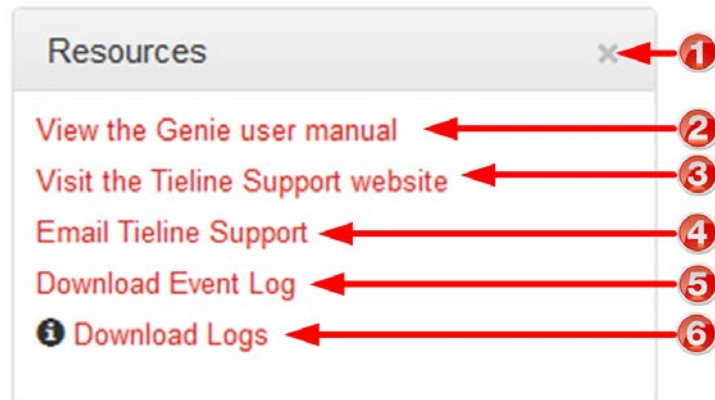 Resources × 1
View the Genie user manual 2
Visit the Tieline Support website 3
Email Tieline Support 4
Download Event Log 5
Download Logs 6